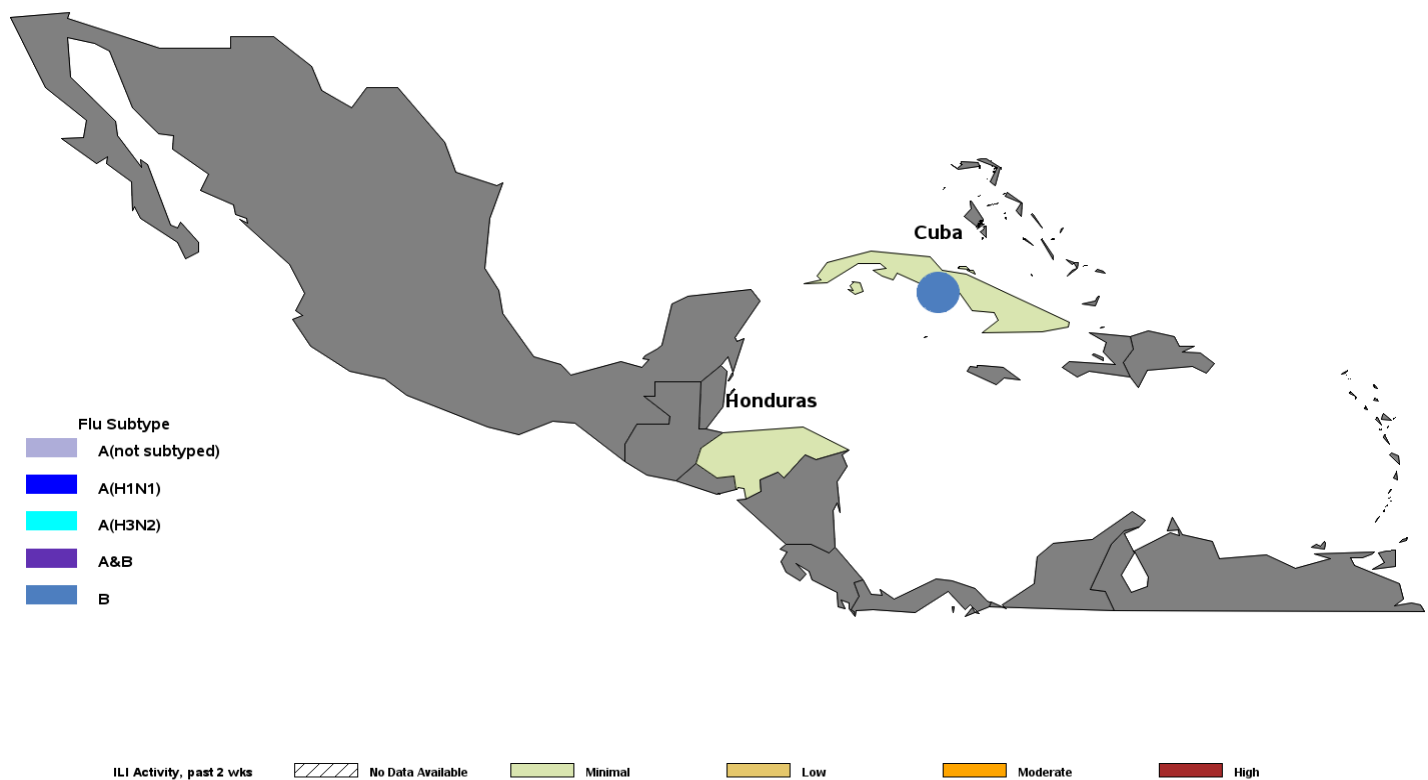 Cuba
Honduras
Flu Subtype
A(not subtyped)
A(H1N1)
A(H3N2)
A&B
B
ILI Activity, past 2 wks No Data Available Minimal Low Moderate High